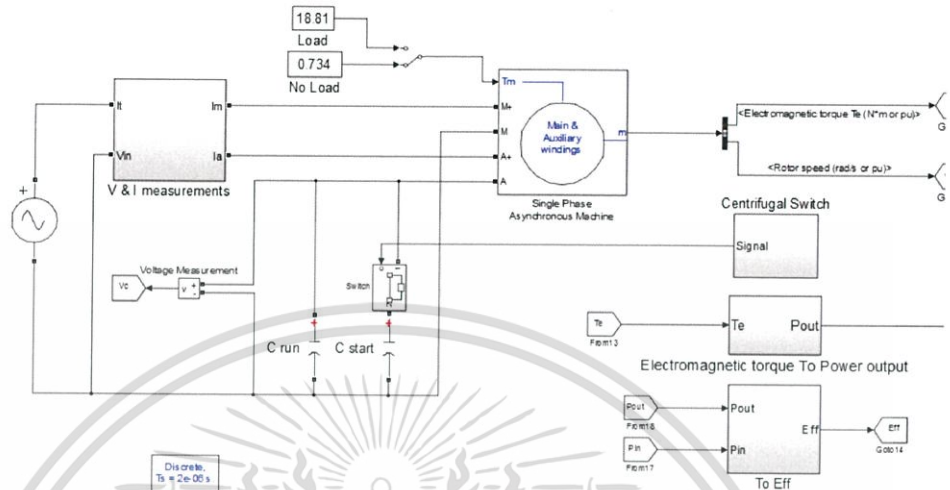 18.81
Load
0.734
No Load
It
Im
Vin
Ia
V & I measurements
Tm
M+
M
A+
A
Main &
Auxiliary
windings
m
Single Phase
Asynchronous Machine
<Electromagnetic torque Te (N*m or pu)>
<Rotor speed (rad/s or pu)>
G
G
Centrifugal Switch
Signal
Voltage Measurement
Vc
v
+
-
+
Switch
C run
C start
+
+
Te
From13
Te
Pout
Electromagnetic torque To Power output
Pout
From18
Pin
From17
Pout
Pin
Eff
Eff
Goto14
To Eff
Discrete,
Ts = 2e-06 s